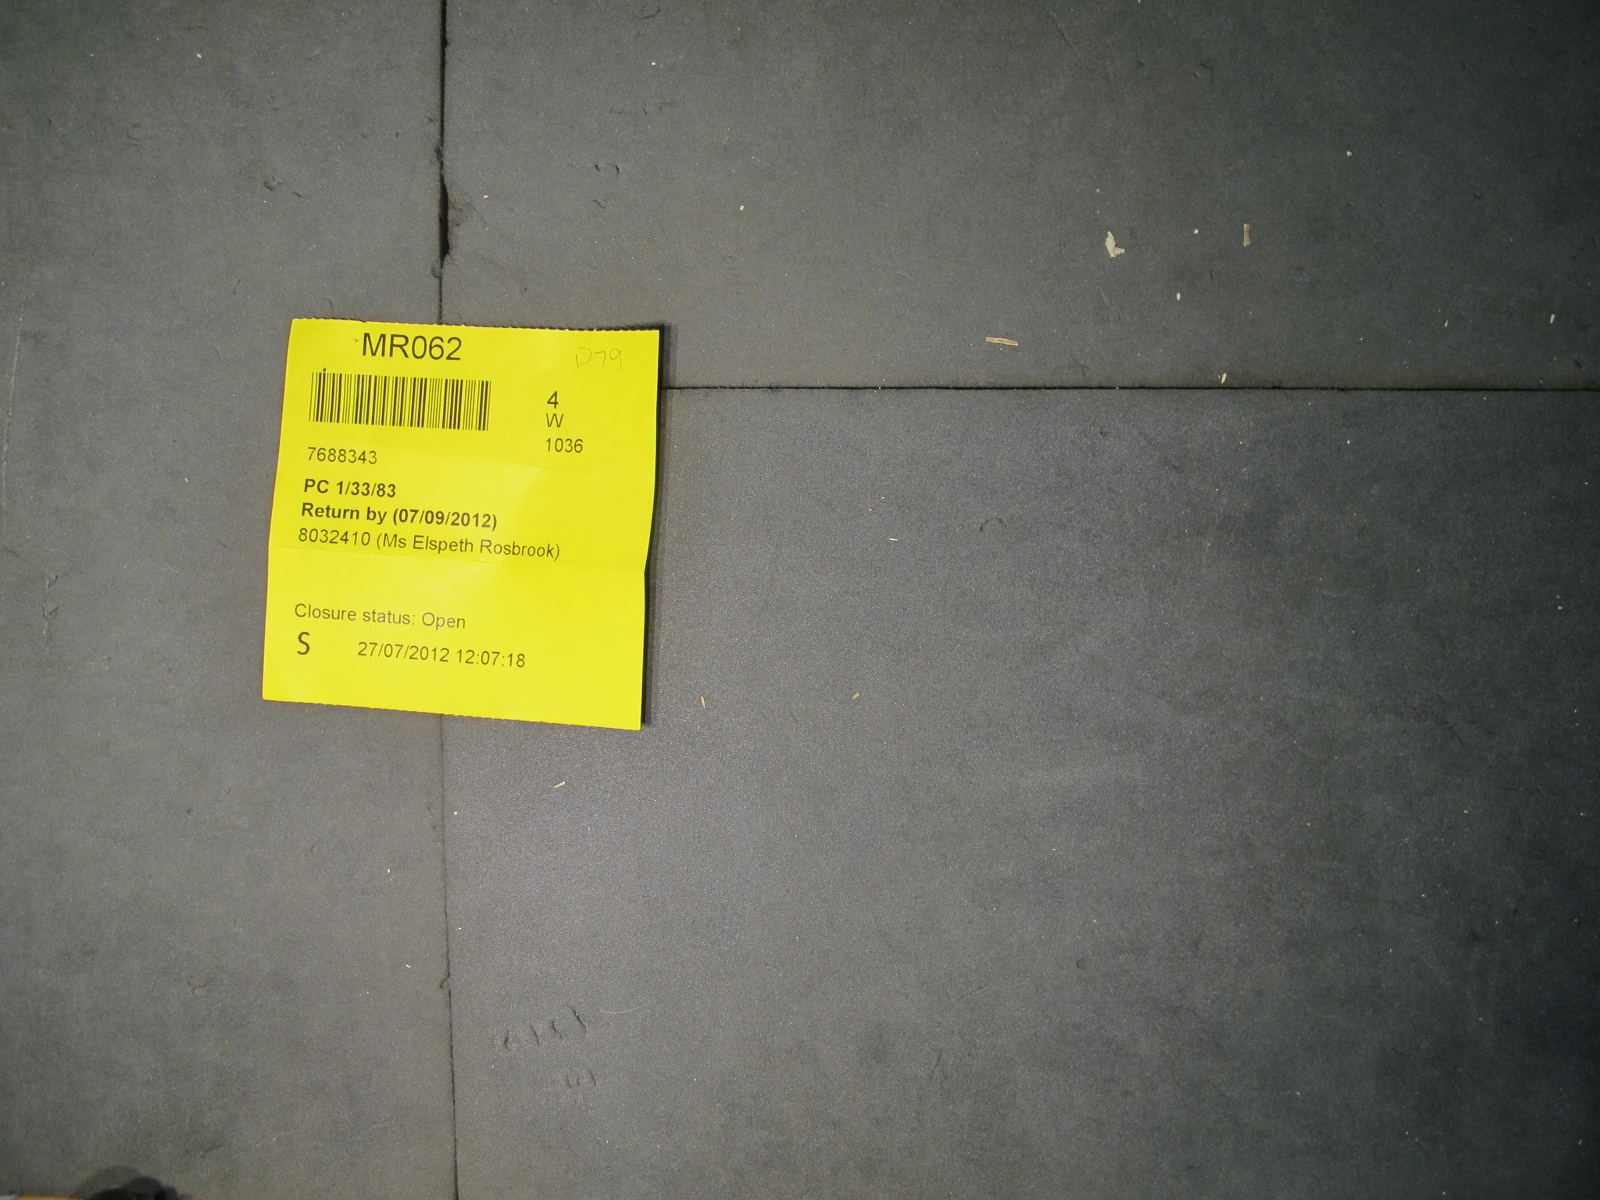 MR062
D79
4
W
1036
7688343
PC 1/33/83
Return by (07/09/2012)
8032410 (Ms Elspeth Rosbrook)
Closure status: Open
S 27/07/2012 12:07:18